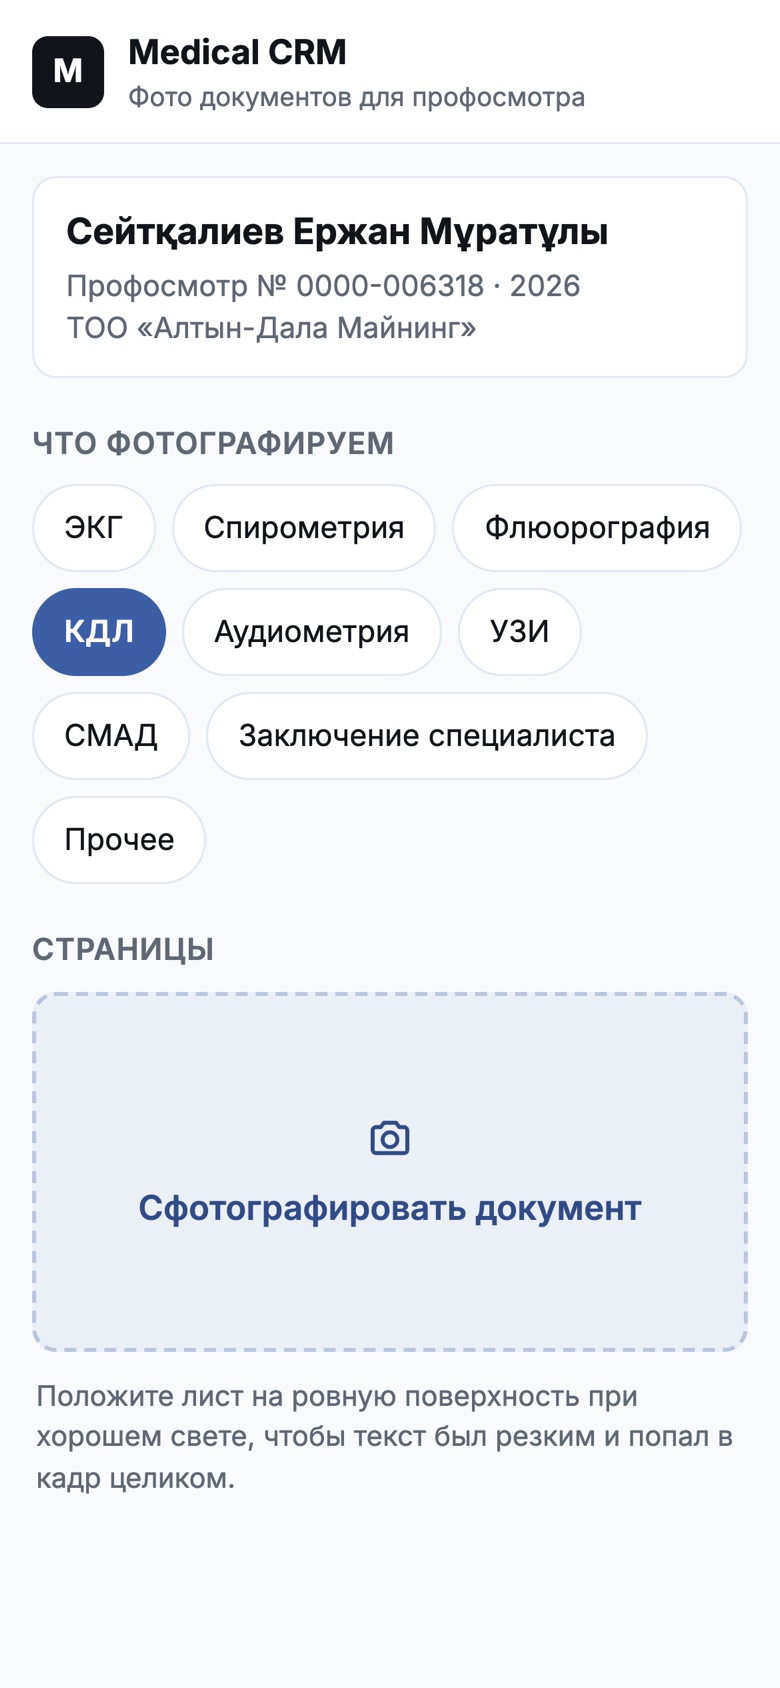 M
Medical CRM
Фото документов для профосмотра
Сейтқалиев Ержан Мұратұлы
Профосмотр № 0000-006318 · 2026
ТОО «Алтын-Дала Майнинг»
ЧТО ФОТОГРАФИРУЕМ
ЭКГ Спирометрия Флюорография
КДЛ Аудиометрия УЗИ
СМАД Заключение специалиста
Прочее
СТРАНИЦЫ
Сфотографировать документ
Положите лист на ровную поверхность при
хорошем свете, чтобы текст был резким и попал в
кадр целиком.